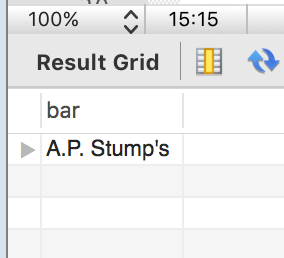 100% 15:15
Result Grid
bar
A.P. Stump's